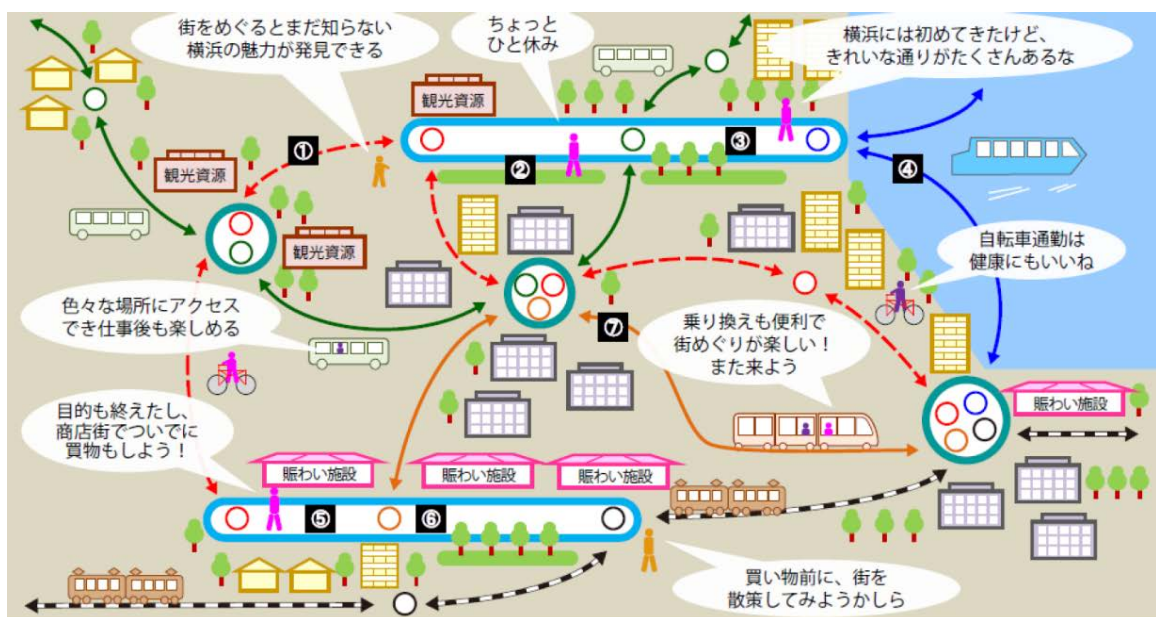 街をめぐるとまだ知らない
横浜の魅力が発見できる
ちょっと
ひと休み
横浜には初めてきたけど、
きれいな通りがたくさんあるな
観光資源
①
③
②
④
観光資源
観光資源
自転車通勤は
健康にもいいね
色々な場所にアクセス
でき仕事後も楽しめる
⑦
乗り換えも便利で
街めぐりが楽しい！
また来よう
賑わい施設
目的も終えたし、
商店街でついでに
買物もしよう！
賑わい施設
賑わい施設
賑わい施設
⑤
⑥
買い物前に、街を
散策してみようかしら